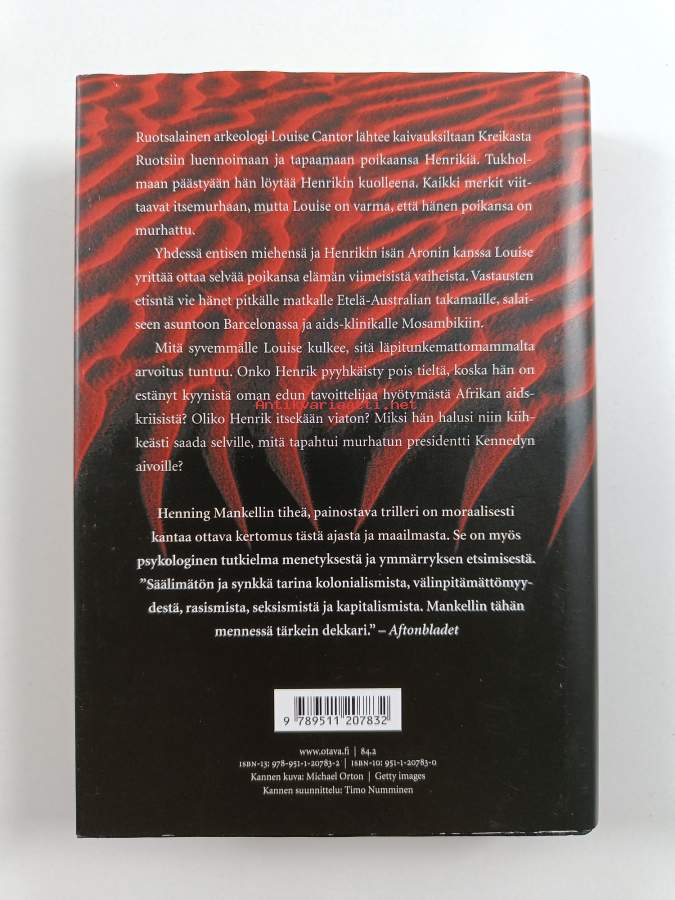 Ruotsalainen arkeologi Louise Cantor lähtee kaivauksiltaan Kreikasta
Ruotsiin luennoimaan ja tapaamaan poikaansa Henrikiä. Tukhol-
maan päästyään hän löytää Henrikin kuolleena. Kaikki merkit viit-
taavat itsemurhaan, mutta Louise on varma, että hänen poikansa on
murhattu.
Yhdessä entisen miehensä ja Henrikin isän Aronin kanssa Louise
yrittää ottaa selvää poikansa elämän viimeisistä vaiheista. Vastausten
etisntä vie hänet pitkälle matkalle Etelä-Australian takamaille, salai-
seen asuntoon Barcelonassa ja aids-klinikalle Mosambikiin.
Mitä syvemmälle Louise kulkee, sitä läpitunkemattomammalta
arvoitus tuntuu. Onko Henrik pyyhkäisty pois tieltä, koska hän on
estänyt kyynistä oman edun tavoittelijaa hyötymästä Afrikan aids-
Antikvariaatti.net
kriisistä? Oliko Henrik itsekään viaton? Miksi hän halusi niin kiih-
keästi saada selville, mitä tapahtui murhatun presidentti Kennedyn
aivoille?
Henning Mankellin tiheä, painostava trilleri on moraalisesti
kantaa ottava kertomus tästä ajasta ja maailmasta. Se on myös
psykologinen tutkielma menetyksestä ja ymmärryksen etsimisestä.
”Säälimätön ja synkkä tarina kolonialismista, välinpitämättömyy-
destä, rasismista, seksismistä ja kapitalismista. Mankellin tähän
mennessä tärkein dekkari.” – Aftonbladet
9 789511 207832
www.otava.fi | 84.2
ISBN-13: 978-951-1-20783-2 | ISBN-10: 951-1-20783-0
Kannen kuva: Michael Orton | Getty images
Kannen suunnittelu: Timo Numminen